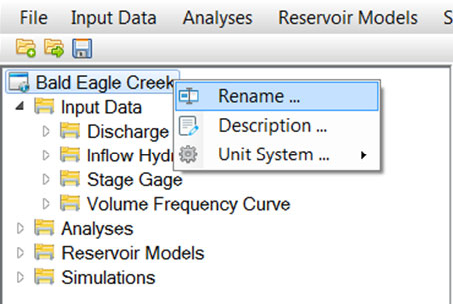 File Input Data Analyses Reservoir Models S
Bald Eagle Creek
Rename ...
Input Data
Description ...
Discharge
Unit System ...
Inflow Hyd
Stage Gage
Volume Frequency Curve
Analyses
Reservoir Models
Simulations